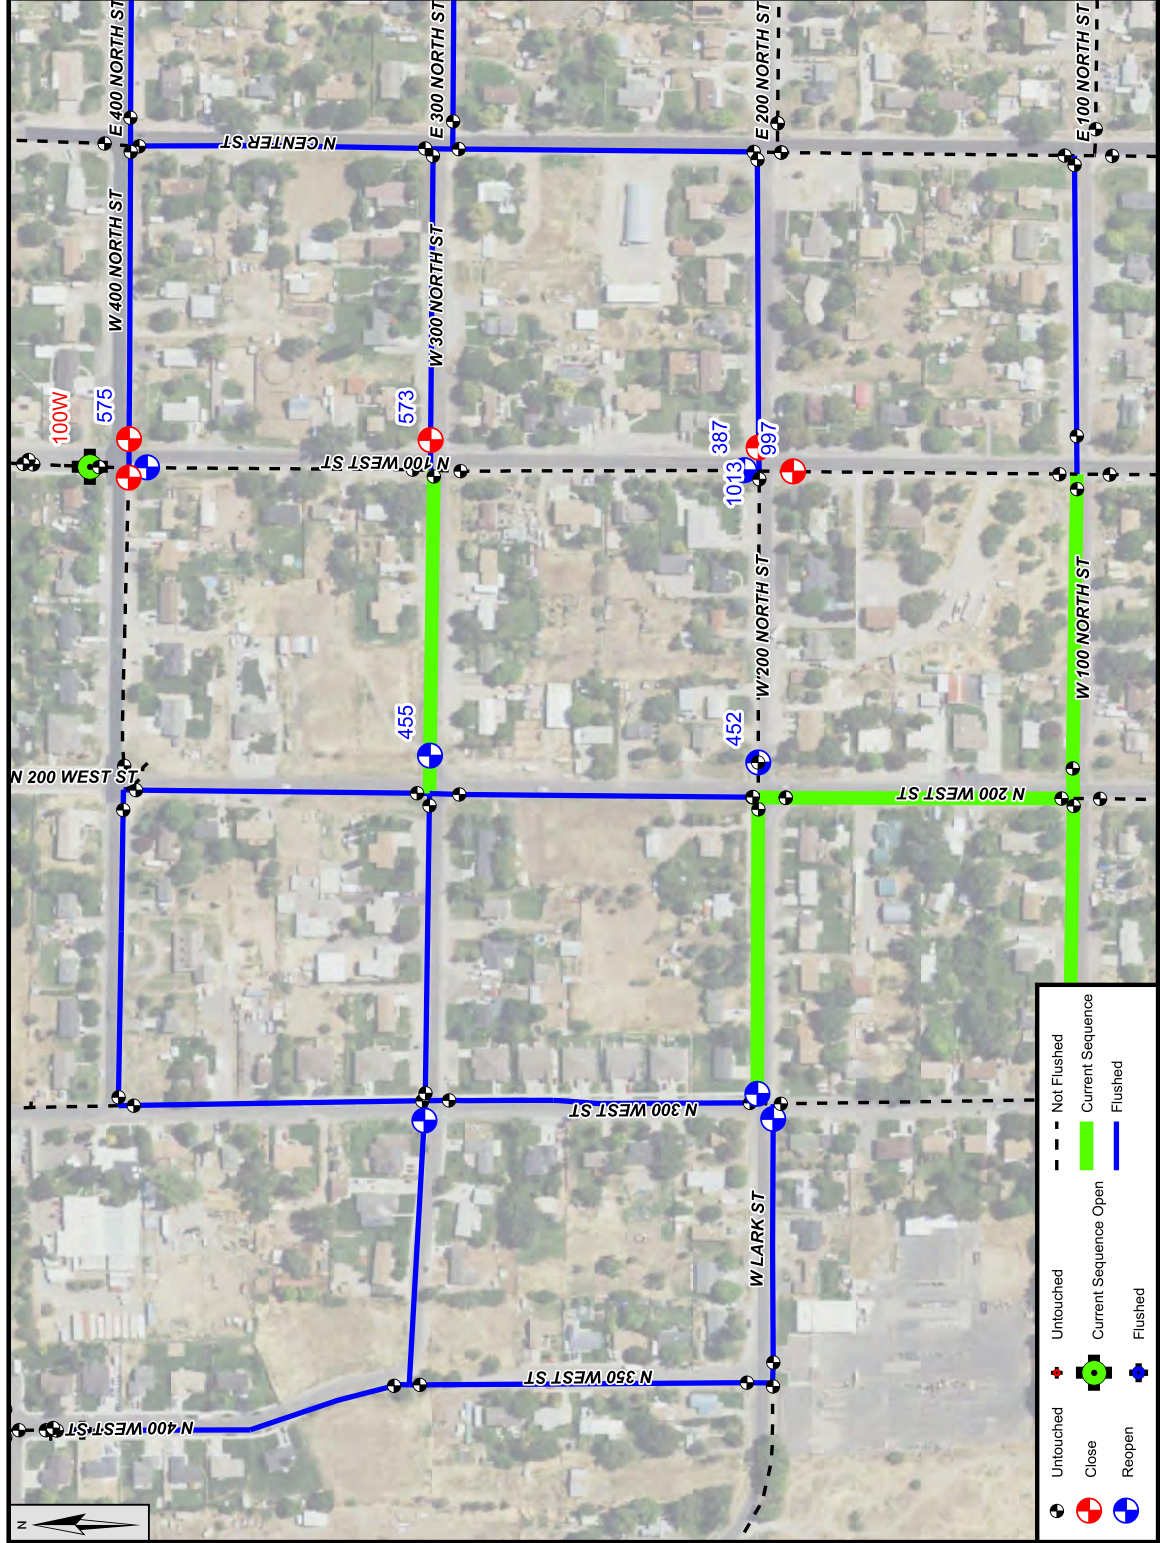 E 400 NORTH ST
E 300 NORTH ST
E 200 NORTH ST
E 100 NORTH ST
N CENTER ST
W 400 NORTH ST
W 300 NORTH ST
100W
575
573
387
997
1013
N 100 WEST ST
W 200 NORTH ST
W 100 NORTH ST
455
452
N 200 WEST ST
N 200 WEST ST
N 300 WEST ST
W LARK ST
N 350 WEST ST
N 400 WEST ST
N
Untouched
Close
Reopen
Untouched
Current Sequence Open
Flushed
Not Flushed
Current Sequence
Flushed